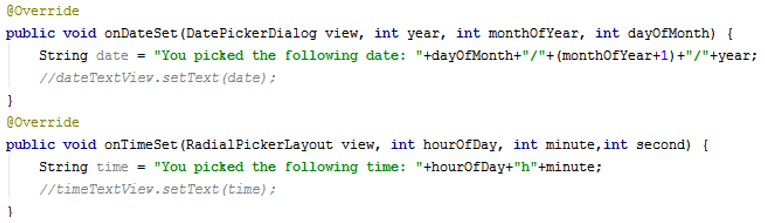 @Override
public void onDateSet(DatePickerDialog view, int year, int monthOfYear, int dayOfMonth) {
    String date = "You picked the following date: "+dayOfMonth+"/"+(monthOfYear+1)+"/"+year;
    //dateTextView.setText(date);
}
@Override
public void onTimeSet(RadialPickerLayout view, int hourOfDay, int minute,int second) {
    String time = "You picked the following time: "+hourOfDay+"h"+minute;
    //timeTextView.setText(time);
}